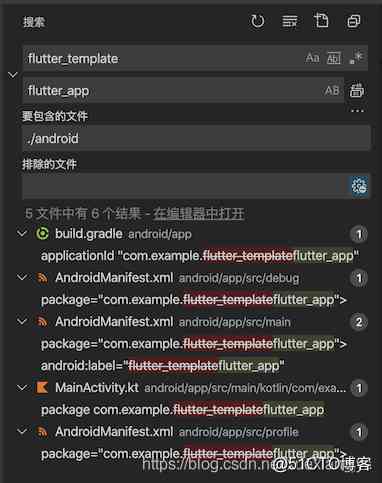 搜索
flutter_template
Aa Ab .*
flutter_app
AB
要包含的文件
./android
排除的文件
5 文件中有 6 个结果 - 在编辑器中打开
build.gradle android/app 1
applicationId "com.example.flutter_templateflutter_app"
AndroidManifest.xml android/app/src/debug 1
package="com.example.flutter_templateflutter_app">
AndroidManifest.xml android/app/src/main 2
package="com.example.flutter_templateflutter_app">
android:label="flutter_templateflutter_app"
MainActivity.kt android/app/src/main/kotlin/com/exa... 1
package com.example.flutter_templateflutter_app
AndroidManifest.xml android/app/src/profile 1
package="com.example.flutter_templateflutter_app">
https://blog.csdn.net
@51CTO博客